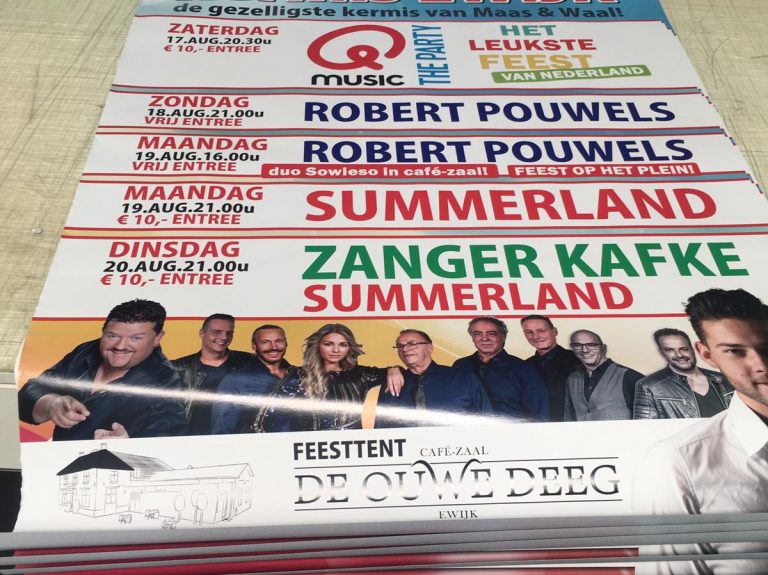 de gezelligste kermis van Maas & Waal!
ZATERDAG
17.AUG.20.30u
€ 10,- ENTREE
Q
MUSIC
THE PARTY
HET
LEUKSTE
FEEST
VAN NEDERLAND
ZONDAG
18.AUG.21.00u
VRIJ ENTREE
ROBERT POUWELS
MAANDAG
19.AUG.16.00u
VRIJ ENTREE
ROBERT POUWELS
duo Sowieso in café-zaal!
FEEST OP HET PLEIN!
MAANDAG
19.AUG.21.00u
€ 10,- ENTREE
SUMMERLAND
DINSDAG
20.AUG.21.00u
€ 10,- ENTREE
ZANGER KAFKE
SUMMERLAND
FEESTTENT
CAFÉ-ZAAL
DE OUWE DEEG
EWIJK